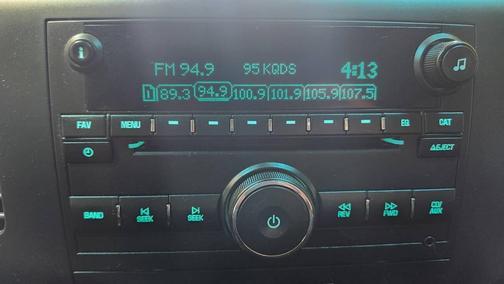 FM 94.9 95 KQDS 4:13
1 89.3 94.9 100.9 101.9 105.9 107.5
FAV MENU EQ CAT
EJECT
BAND SEEK SEEK REV FWD CD/AUX